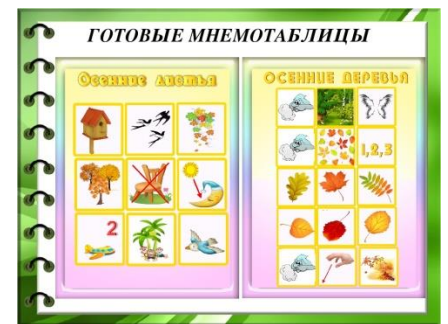 ГОТОВЫЕ МНЕМОТАБЛИЦЫ
Осенние листья
ОСЕННИЕ ДЕРЕВЬЯ
1,2,3
2